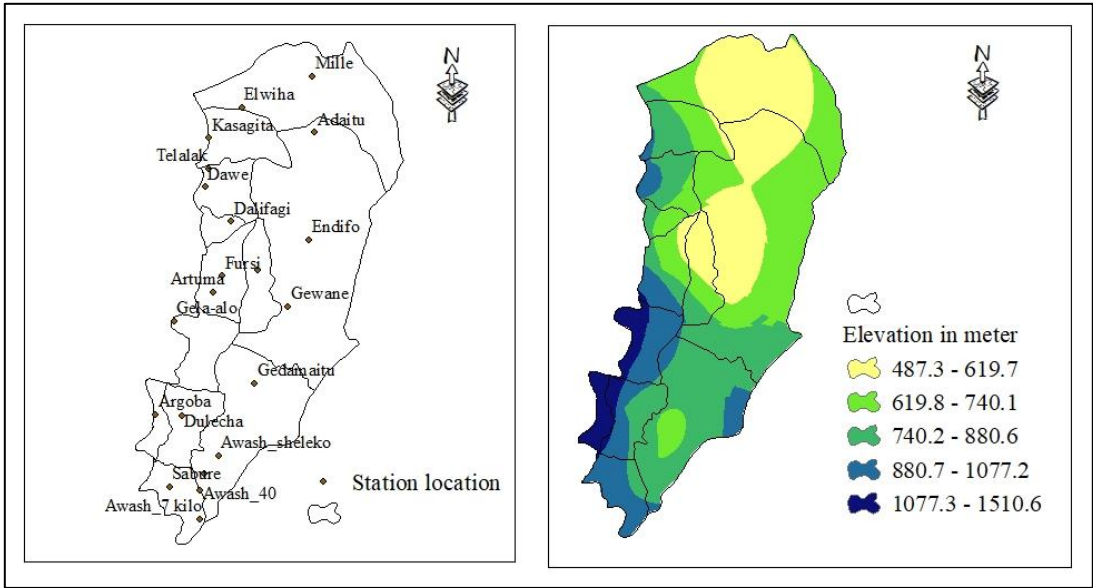 N
Mille
Elwiha
Kasagita
Adaitu
Telalak
Dawe
Dalifagi
Endifo
Fursi
Artuma
Gewane
Gela-alo
Gedamaitu
Argoba
Dulecha
Awash_sheleko
Sabure
Awash_40
Awash_7 kilo
Station location
N
Elevation in meter
487.3 - 619.7
619.8 - 740.1
740.2 - 880.6
880.7 - 1077.2
1077.3 - 1510.6